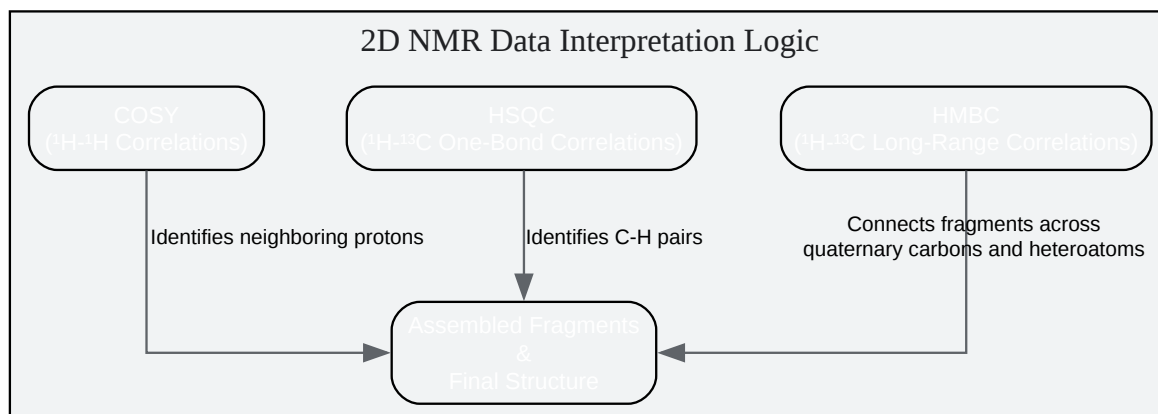 2D NMR Data Interpretation Logic
COSY
(¹H-¹H Correlations)
HSQC
(¹H-¹³C One-Bond Correlations)
HMBC
(¹H-¹³C Long-Range Correlations)
Identifies neighboring protons
Identifies C-H pairs
Connects fragments across
quaternary carbons and heteroatoms
Assembled Fragments
&
Final Structure